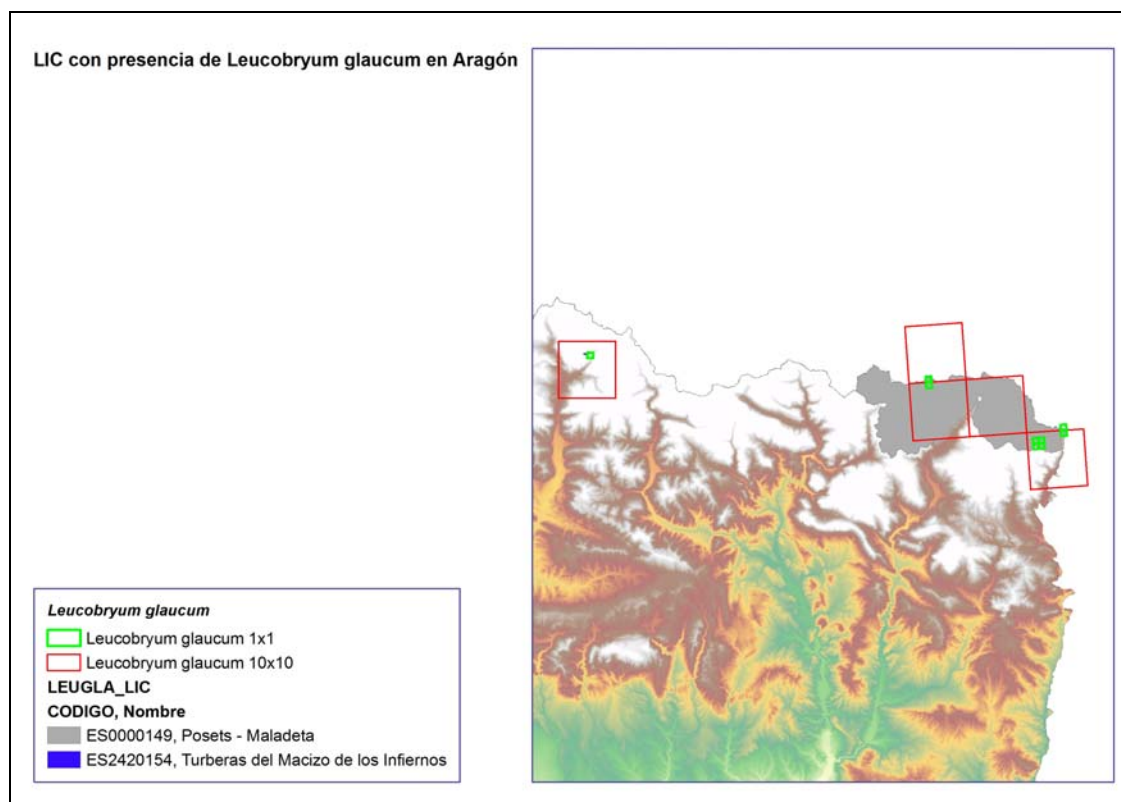 LIC con presencia de Leucobryum glaucum en Aragón
Leucobryum glaucum
Leucobryum glaucum 1x1
Leucobryum glaucum 10x10
LEUGLA_LIC
CODIGO, Nombre
ES0000149, Posets - Maladeta
ES2420154, Turberas del Macizo de los Infiernos